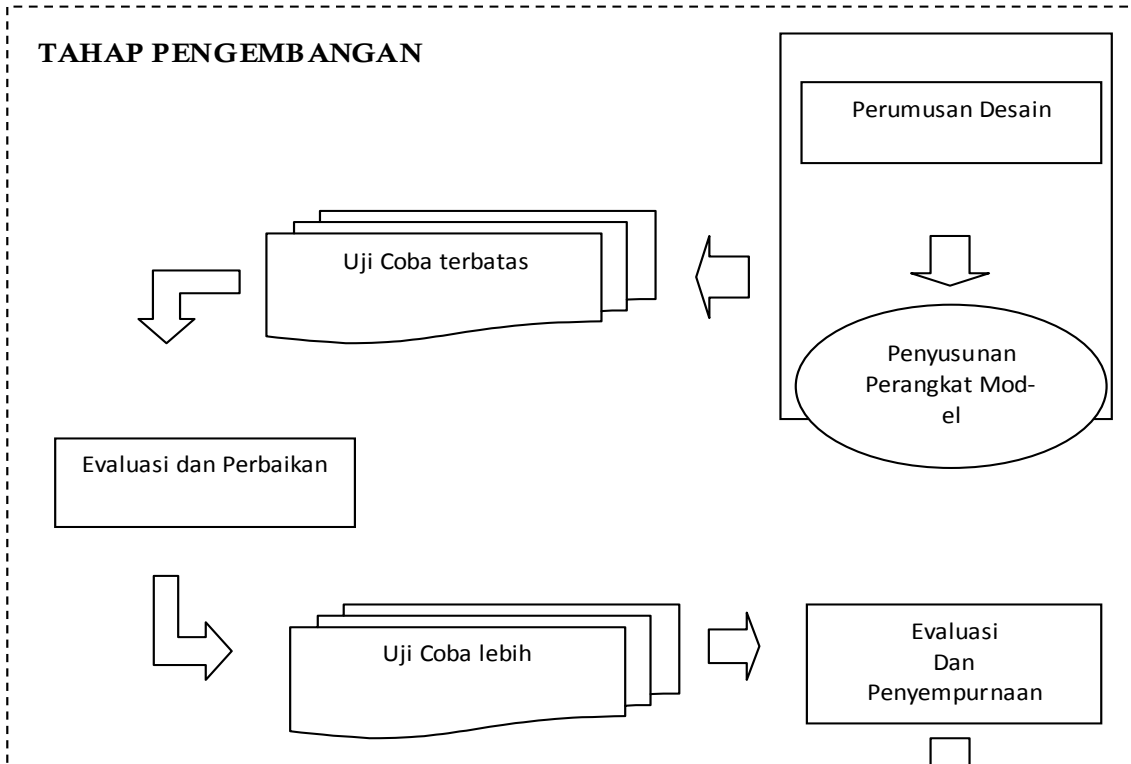 TAHAP PENGEMBANGAN
Perumusan Desain
Uji Coba terbatas
Penyusunan
Perangkat Mod-
el
Evaluasi dan Perbaikan
Uji Coba lebih
Evaluasi
Dan
Penyempurnaan